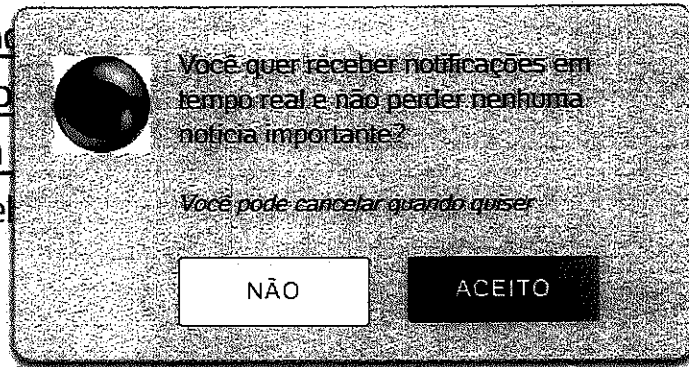 Você quer receber notificações em
tempo real e não perder nenhuma
notícia importante?
Você pode cancelar quando quiser
NÃO
ACEITO